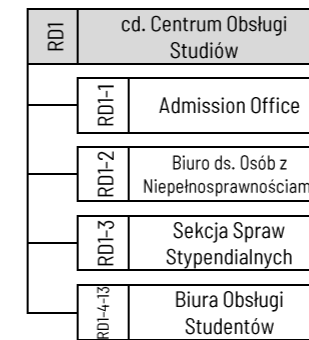 RD1
cd. Centrum Obsługi
Studiów
RD1-1
Admission Office
RD1-2
Biuro ds. Osób z
Niepełnosprawnościam
RD1-3
Sekcja Spraw
Stypendialnych
RD1-4-13
Biura Obsługi
Studentów